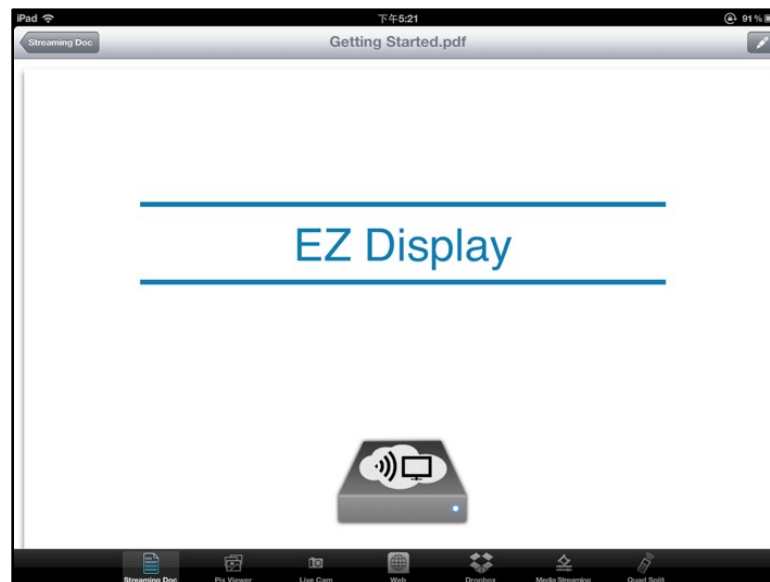 iPad 下午5:21 91%
Streaming Doc Getting Started.pdf
EZ Display
Streaming Doc Pix Viewer Live Cam Web Dropbox Media Streaming Quad Split